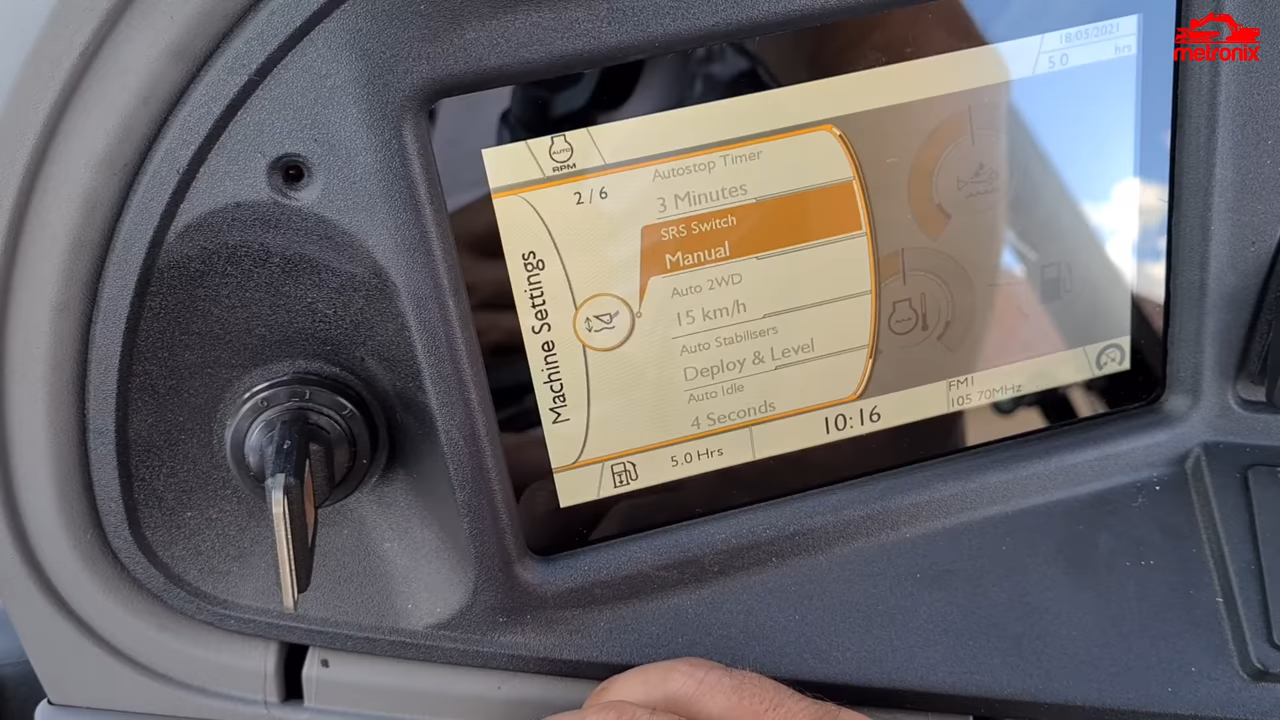 metronix
18/05/2021
5.0 hrs
AUTO
RPM
2 / 6
Machine Settings
Autostop Timer
3 Minutes
SRS Switch
Manual
Auto 2WD
15 km/h
Auto Stabilisers
Deploy & Level
Auto Idle
4 Seconds
5.0 Hrs
10:16
FM1
105.70MHz